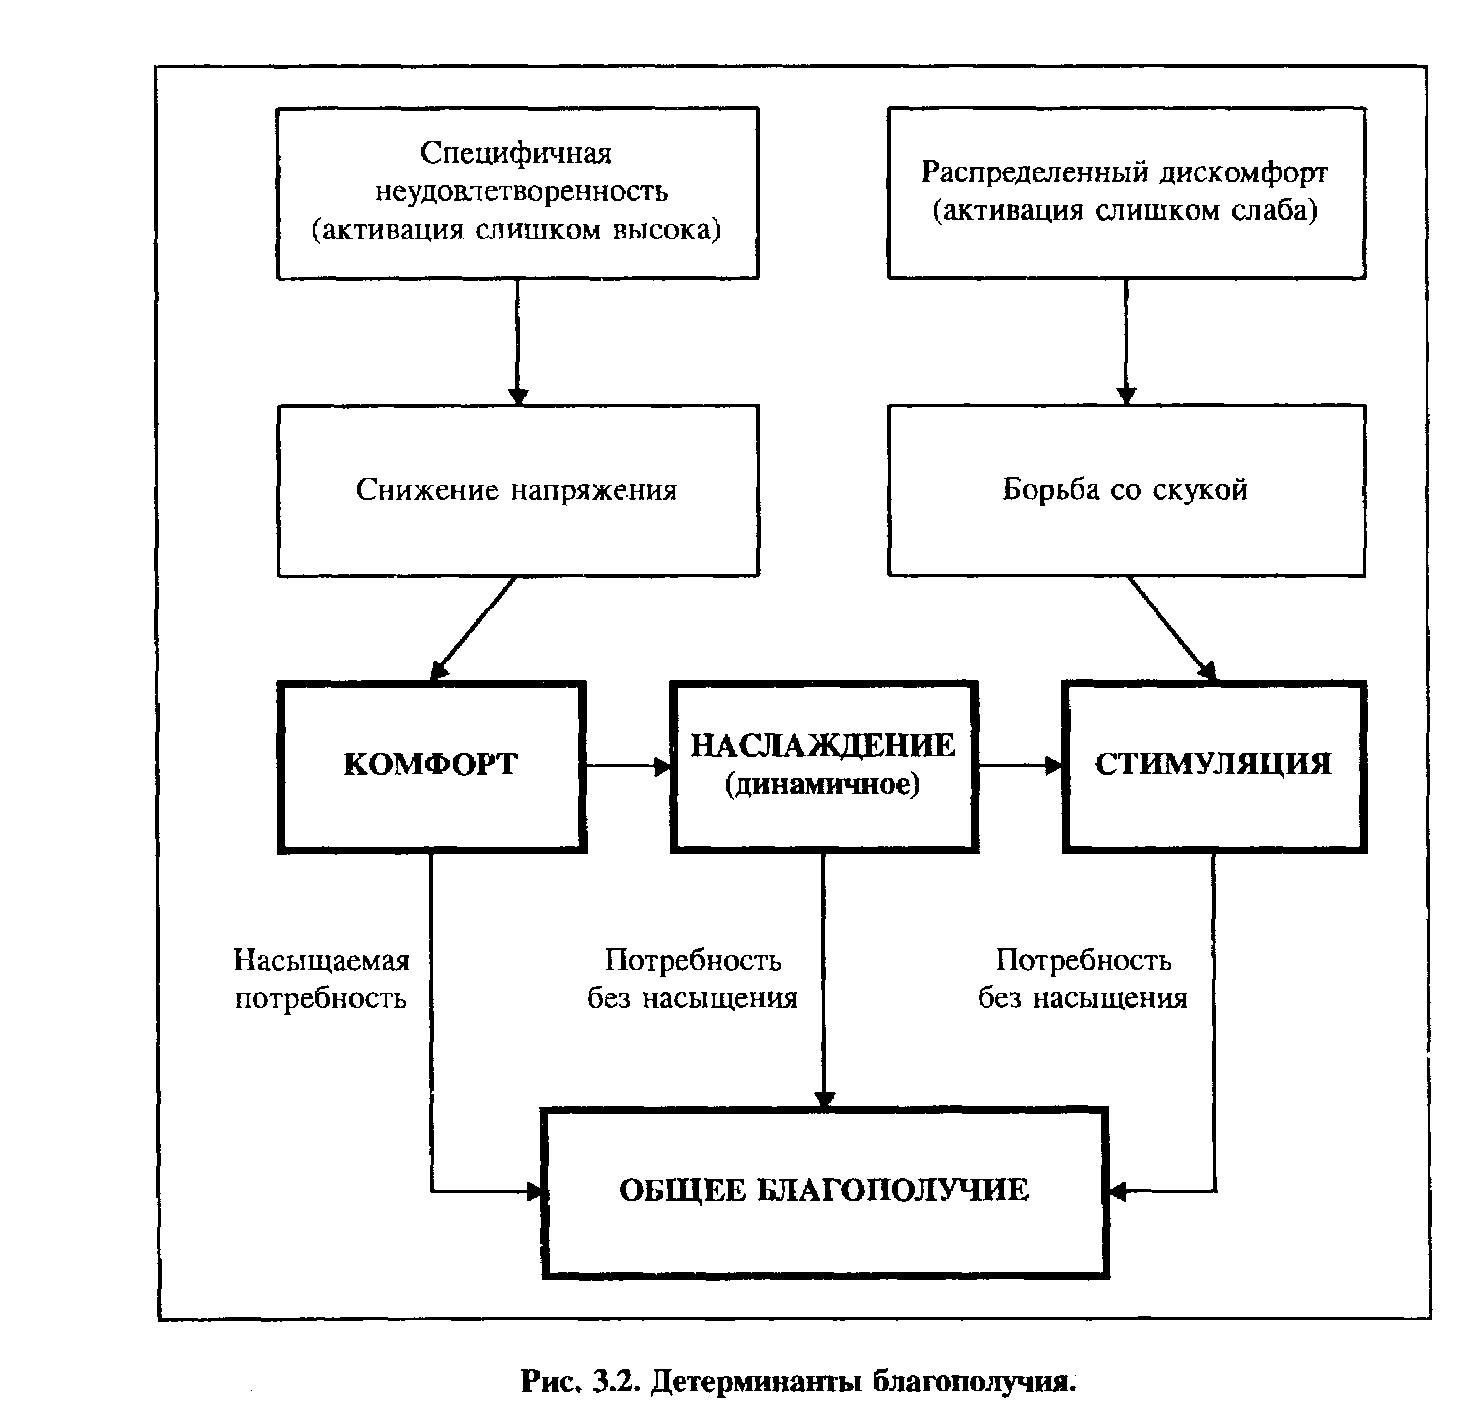 Специфичная
неудовлетворенность
(активация слишком высока)
Распределенный дискомфорт
(активация слишком слаба)
Снижение напряжения
Борьба со скукой
КОМФОРТ
НАСЛАЖДЕНИЕ
(динамичное)
СТИМУЛЯЦИЯ
Насыщаемая
потребность
Потребность
без насыщения
Потребность
без насыщения
ОБЩЕЕ БЛАГОПОЛУЧИЕ
Рис. 3.2. Детерминанты благополучия.